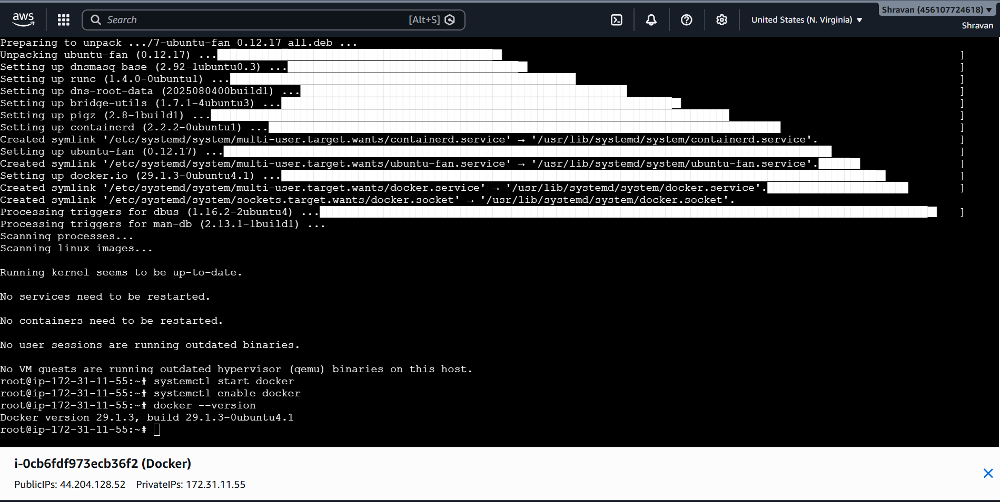 aws
Search
[Alt+S]
United States (N. Virginia) ▼
Shravan (456107724618) ▼
Shravan
Preparing to unpack .../7-ubuntu-fan_0.12.17_all.deb ...
Unpacking ubuntu-fan (0.12.17) ... ]
Setting up dnsmasq-base (2.92-1ubuntu0.3) ... ]
Setting up runc (1.4.0-0ubuntu1) ... ]
Setting up dns-root-data (2025080400build1) ... ]
Setting up bridge-utils (1.7.1-4ubuntu3) ... ]
Setting up pigz (2.8-1build1) ... ]
Setting up containerd (2.2.2-0ubuntu1) ... ]
Created symlink '/etc/systemd/system/multi-user.target.wants/containerd.service' → '/usr/lib/systemd/system/containerd.service'. ]
Setting up ubuntu-fan (0.12.17) ... ]
Created symlink '/etc/systemd/system/multi-user.target.wants/ubuntu-fan.service' → '/usr/lib/systemd/system/ubuntu-fan.service'. ]
Setting up docker.io (29.1.3-0ubuntu4.1) ... ]
Created symlink '/etc/systemd/system/multi-user.target.wants/docker.service' → '/usr/lib/systemd/system/docker.service'. ]
Created symlink '/etc/systemd/system/sockets.target.wants/docker.socket' → '/usr/lib/systemd/system/docker.socket'.
Processing triggers for dbus (1.16.2-2ubuntu4) ... ]
Processing triggers for man-db (2.13.1-1build1) ...
Scanning processes...
Scanning linux images...
Running kernel seems to be up-to-date.
No services need to be restarted.
No containers need to be restarted.
No user sessions are running outdated binaries.
No VM guests are running outdated hypervisor (qemu) binaries on this host.
root@ip-172-31-11-55:~# systemctl start docker
root@ip-172-31-11-55:~# systemctl enable docker
root@ip-172-31-11-55:~# docker --version
Docker version 29.1.3, build 29.1.3-0ubuntu4.1
root@ip-172-31-11-55:~#
i-0cb6fdf973ecb36f2 (Docker)
PublicIPs: 44.204.128.52 PrivateIPs: 172.31.11.55